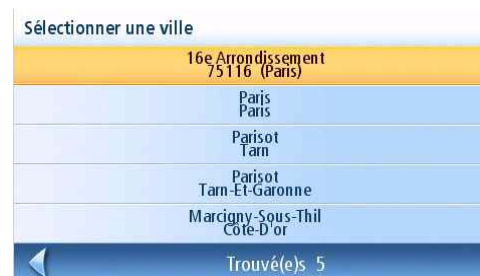 Sélectionner une ville
16e Arrondissement
75116 (Paris)
Paris
Paris
Parisot
Tarn
Parisot
Tarn-Et-Garonne
Marcigny-Sous-Thil
Côte-D'or
Trouvé(e)s 5